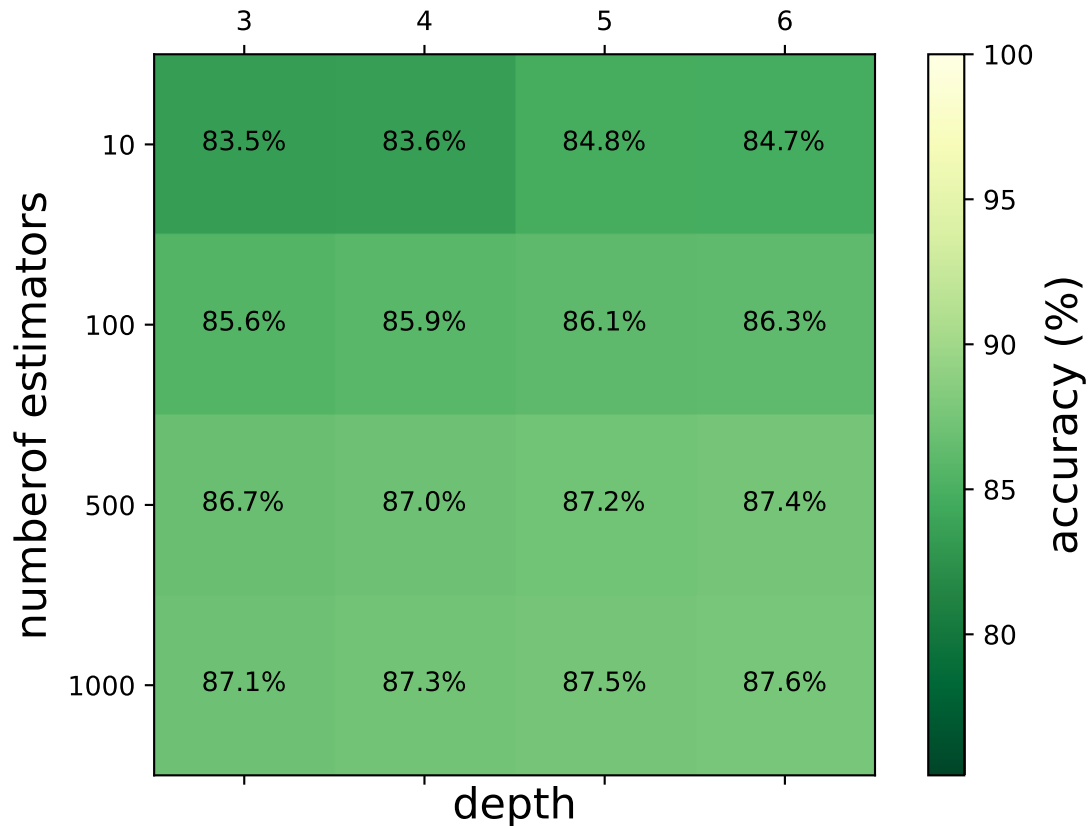 3 4 5 6
10 83.5% 83.6% 84.8% 84.7%
100 85.6% 85.9% 86.1% 86.3%
500 86.7% 87.0% 87.2% 87.4%
1000 87.1% 87.3% 87.5% 87.6%
numberof estimators
depth
100
95
90
85
80
accuracy (%)